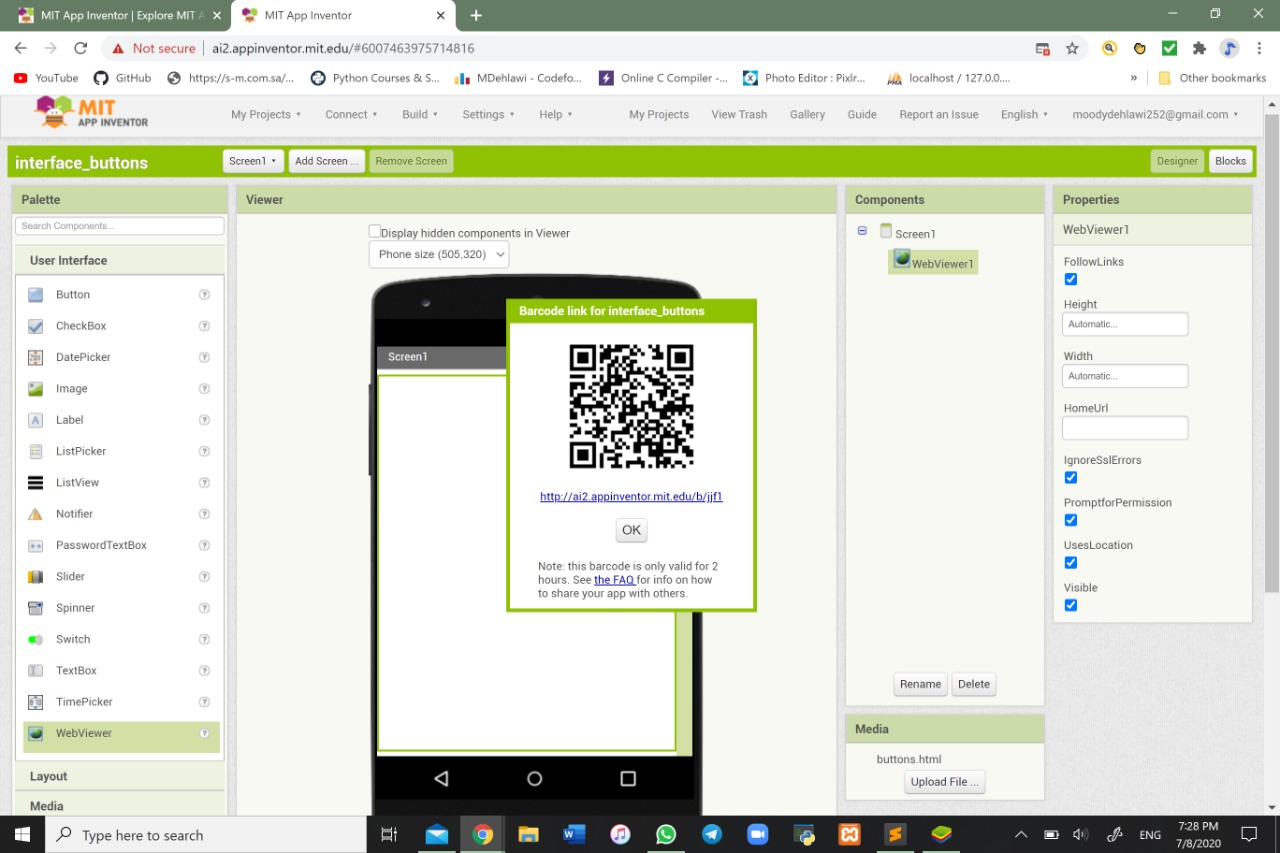 MIT App Inventor | Explore MIT A
MIT App Inventor
Not secure
ai2.appinventor.mit.edu/#6007463975714816
YouTube
GitHub
https://s-m.com.sa/...
Python Courses & S...
MDehlawi - Codefo...
Online C Compiler -...
Photo Editor : Pixlr...
localhost / 127.0.0....
»
Other bookmarks
MIT
APP INVENTOR
My Projects
Connect
Build
Settings
Help
My Projects
View Trash
Gallery
Guide
Report an Issue
English
moodydehlawi252@gmail.com
interface_buttons
Screen1
Add Screen ...
Remove Screen
Designer
Blocks
Palette
Search Components...
User Interface
Button
CheckBox
DatePicker
Image
Label
ListPicker
ListView
Notifier
PasswordTextBox
Slider
Spinner
Switch
TextBox
TimePicker
WebViewer
Layout
Media
Viewer
Display hidden components in Viewer
Phone size (505,320)
Screen1
Barcode link for interface_buttons
http://ai2.appinventor.mit.edu/b/jjf1
OK
Note: this barcode is only valid for 2
hours. See the FAQ for info on how
to share your app with others.
Components
Screen1
WebViewer1
Rename
Delete
Media
buttons.html
Upload File ...
Properties
WebViewer1
FollowLinks
Height
Automatic...
Width
Automatic...
HomeUrl
IgnoreSslErrors
PromptforPermission
UsesLocation
Visible
Type here to search
ENG
7:28 PM
7/8/2020